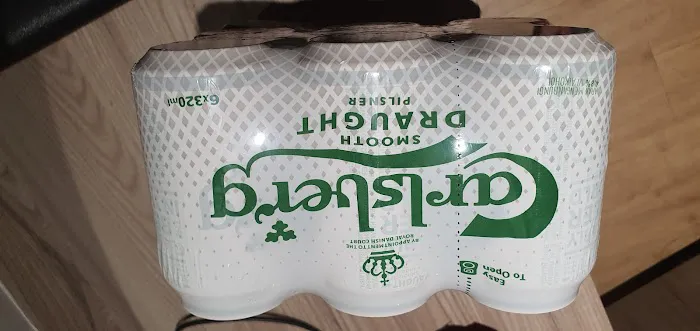 Easy
To Open
BY APPOINTMENT TO THE
ROYAL DANISH COURT
Carlsberg
SMOOTH
DRAUGHT
PILSNER
6x320ml